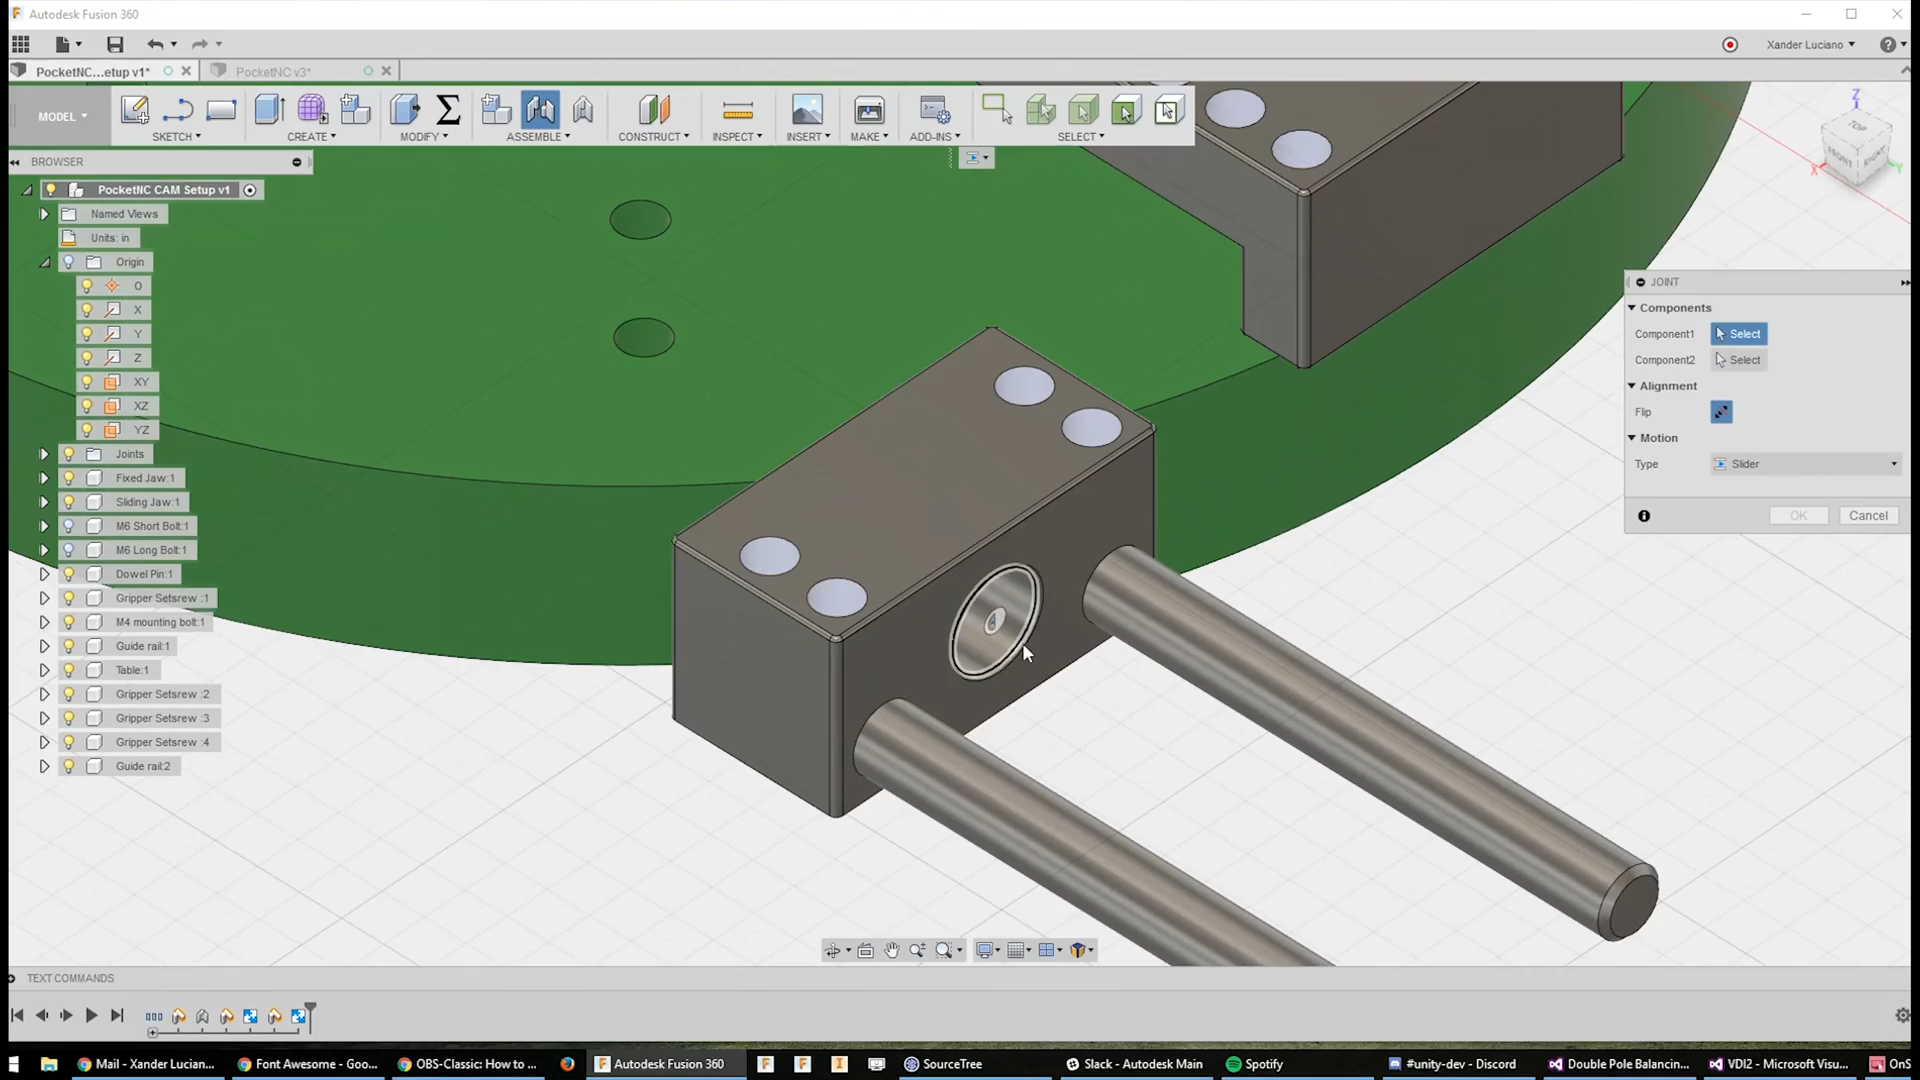 Autodesk Fusion 360
Xander Luciano
PocketNC...etup v1*
PocketNC v3*
MODEL
SKETCH
CREATE
MODIFY
ASSEMBLE
CONSTRUCT
INSPECT
INSERT
MAKE
ADD-INS
SELECT
BROWSER
PocketNC CAM Setup v1
Named Views
Units: in
Origin
O
X
Y
Z
XY
XZ
YZ
Joints
Fixed Jaw:1
Sliding Jaw:1
M6 Short Bolt:1
M6 Long Bolt:1
Dowel Pin:1
Gripper Setsrew :1
M4 mounting bolt:1
Guide rail:1
Table:1
Gripper Setsrew :2
Gripper Setsrew :3
Gripper Setsrew :4
Guide rail:2
Z
TOP
FRONT
RIGHT
X
Y
JOINT
Components
Component1 Select
Component2 Select
Alignment
Flip
Motion
Type Slider
OK Cancel
TEXT COMMANDS
Mail - Xander Lucian...
Font Awesome - Goo...
OBS-Classic: How to ...
Autodesk Fusion 360
SourceTree
Slack - Autodesk Main
Spotify
#unity-dev - Discord
Double Pole Balancing...
VDI2 - Microsoft Visu...
OnS